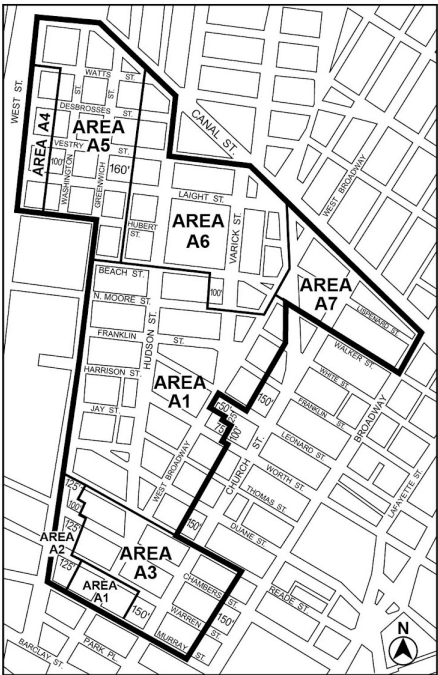 WATTS
ST.
WEST ST.
ST.
DESBROSSES
ST.
CANAL ST.
AREA A4
AREA
A5
VESTRY
ST.
100'
160'
WASHINGTON
GREENWICH
LAIGHT ST.
WEST BROADWAY
HUBERT
ST.
AREA
A6
VARICK ST.
BEACH ST.
AREA
A7
100'
N. MOORE ST.
LISPENARD ST.
HUDSON ST.
FRANKLIN
ST.
WALKER ST.
HARRISON ST.
AREA
A1
WHITE ST.
150'
FRANKLIN ST.
BROADWAY
JAY ST.
50'
25'
75'
100'
LEONARD ST.
CHURCH ST.
WEST BROADWAY
WORTH ST.
LAFAYETTE ST.
125'
THOMAS ST.
100'
125'
150'
DUANE ST.
AREA
A2
AREA
A3
125'
AREA
A1
CHAMBERS ST.
READE ST.
150'
WARREN ST.
150'
MURRAY ST.
PARK PL.
BARCLAY ST.
N